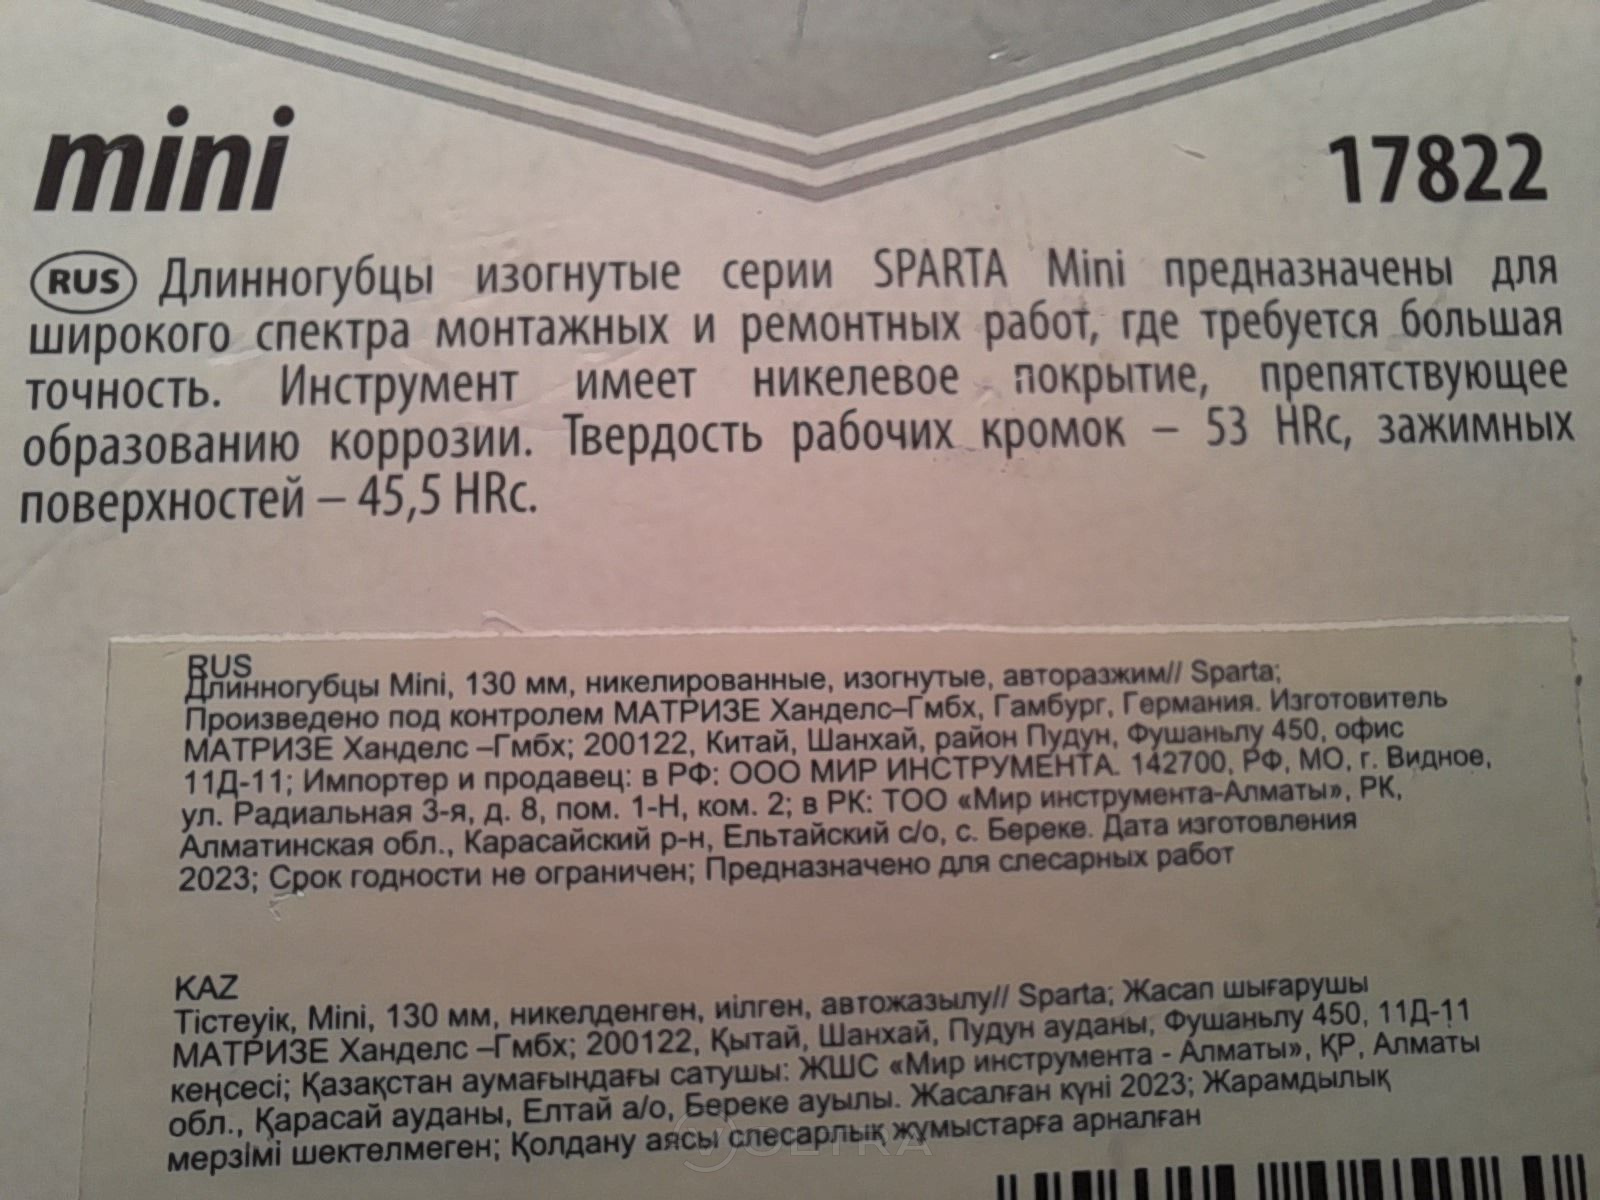 mini
17822
RUS Длинногубцы изогнутые серии SPARTA Mini предназначены для
широкого спектра монтажных и ремонтных работ, где требуется большая
точность. Инструмент имеет никелевое покрытие, препятствующее
образованию коррозии. Твердость рабочих кромок – 53 HRc, зажимных
поверхностей – 45,5 HRc.
RUS
Длинногубцы Mini, 130 мм, никелированные, изогнутые, авторазжим// Sparta;
Произведено под контролем МАТРИЗЕ Ханделс–Гмбх, Гамбург, Германия. Изготовитель
МАТРИЗЕ Ханделс –Гмбх; 200122, Китай, Шанхай, район Пудун, Фушаньлу 450, офис
11Д-11; Импортер и продавец: в РФ: ООО МИР ИНСТРУМЕНТА. 142700, РФ, МО, г. Видное,
ул. Радиальная 3-я, д. 8, пом. 1-Н, ком. 2; в РК: ТОО «Мир инструмента-Алматы», РК,
Алматинская обл., Карасайский р-н, Ельтайский с/о, с. Береке. Дата изготовления
2023; Срок годности не ограничен; Предназначено для слесарных работ
KAZ
Тістеуік, Mini, 130 мм, никелденген, иілген, автожазылу// Sparta; Жасап шығарушы
МАТРИЗЕ Ханделс –Гмбх; 200122, Қытай, Шанхай, Пудун ауданы, Фушаньлу 450, 11Д-11
кеңсесі; Қазақстан аумағындағы сатушы: ЖШС «Мир инструмента - Алматы», ҚР, Алматы
обл., Қарасай ауданы, Елтай а/о, Береке ауылы. Жасалған күні 2023; Жарамдылық
мерзімі шектелмеген; Қолдану аясы слесарлық жұмыстарға арналған